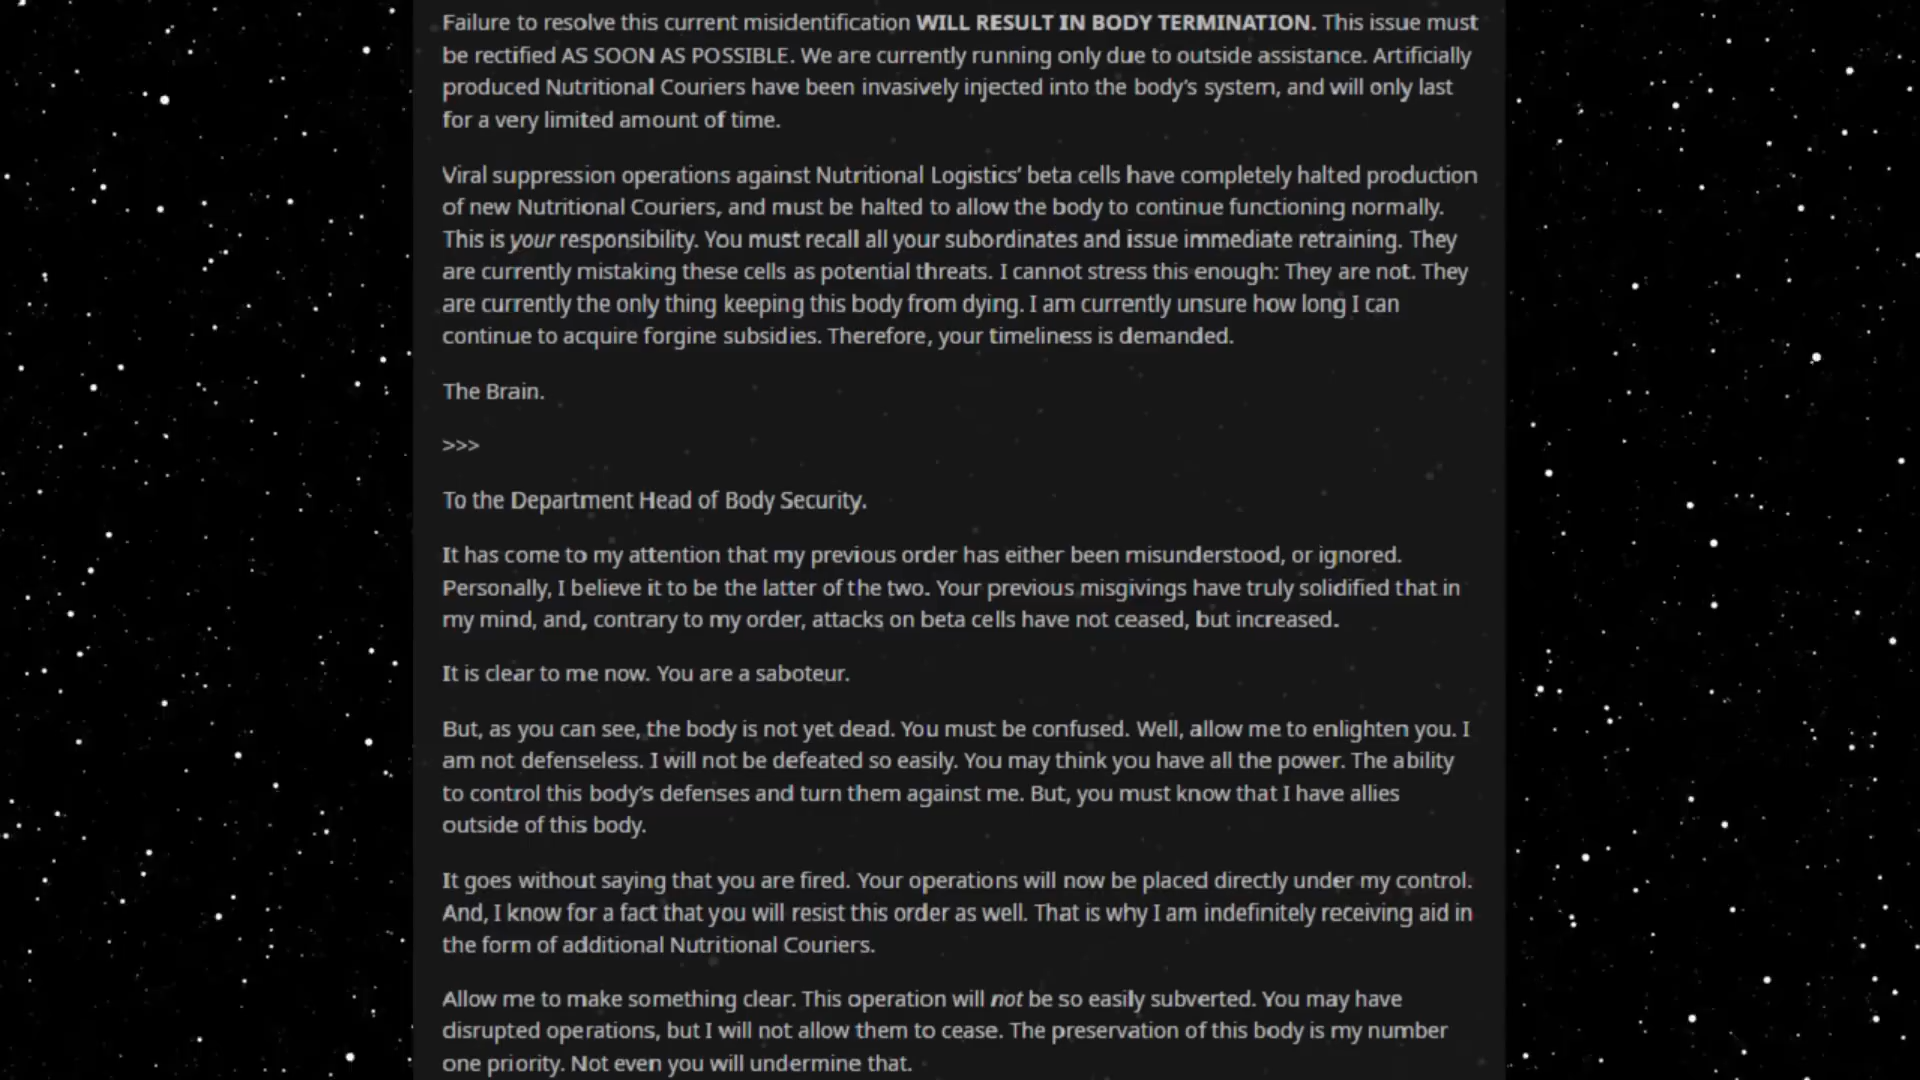 Failure to resolve this current misidentification WILL RESULT IN BODY TERMINATION. This issue must
be rectified AS SOON AS POSSIBLE. We are currently running only due to outside assistance. Artificially
produced Nutritional Couriers have been invasively injected into the body's system, and will only last
for a very limited amount of time.
Viral suppression operations against Nutritional Logistics' beta cells have completely halted production
of new Nutritional Couriers, and must be halted to allow the body to continue functioning normally.
This is your responsibility. You must recall all your subordinates and issue immediate retraining. They
are currently mistaking these cells as potential threats. I cannot stress this enough: They are not. They
are currently the only thing keeping this body from dying. I am currently unsure how long I can
continue to acquire forgine subsidies. Therefore, your timeliness is demanded.
The Brain.
>>>
To the Department Head of Body Security.
It has come to my attention that my previous order has either been misunderstood, or ignored.
Personally, I believe it to be the latter of the two. Your previous misgivings have truly solidified that in
my mind, and, contrary to my order, attacks on beta cells have not ceased, but increased.
It is clear to me now. You are a saboteur.
But, as you can see, the body is not yet dead. You must be confused. Well, allow me to enlighten you. I
am not defenseless. I will not be defeated so easily. You may think you have all the power. The ability
to control this body's defenses and turn them against me. But, you must know that I have allies
outside of this body.
It goes without saying that you are fired. Your operations will now be placed directly under my control.
And, I know for a fact that you will resist this order as well. That is why I am indefinitely receiving aid in
the form of additional Nutritional Couriers.
Allow me to make something clear. This operation will not be so easily subverted. You may have
disrupted operations, but I will not allow them to cease. The preservation of this body is my number
one priority. Not even you will undermine that.